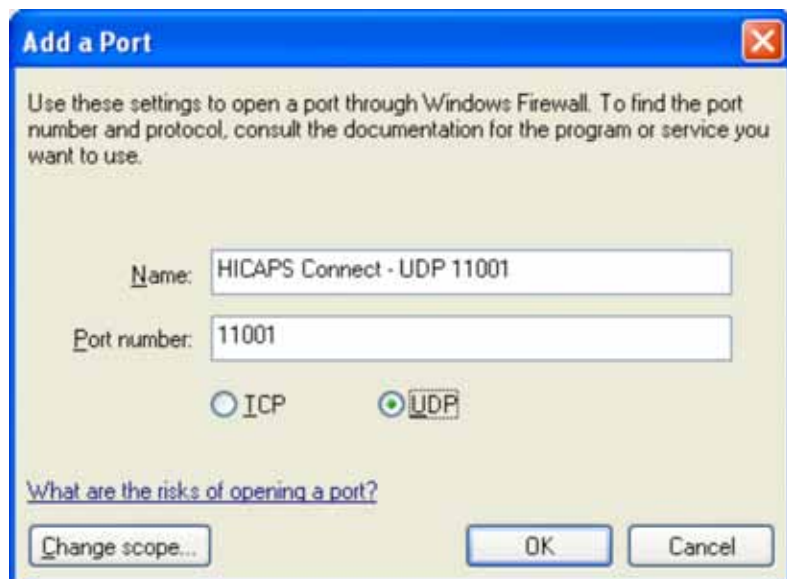 Add a Port
Use these settings to open a port through Windows Firewall. To find the port
number and protocol, consult the documentation for the program or service you
want to use.
Name: HICAPS Connect - UDP 11001
Port number: 11001
TCP UDP
What are the risks of opening a port?
Change scope... OK Cancel